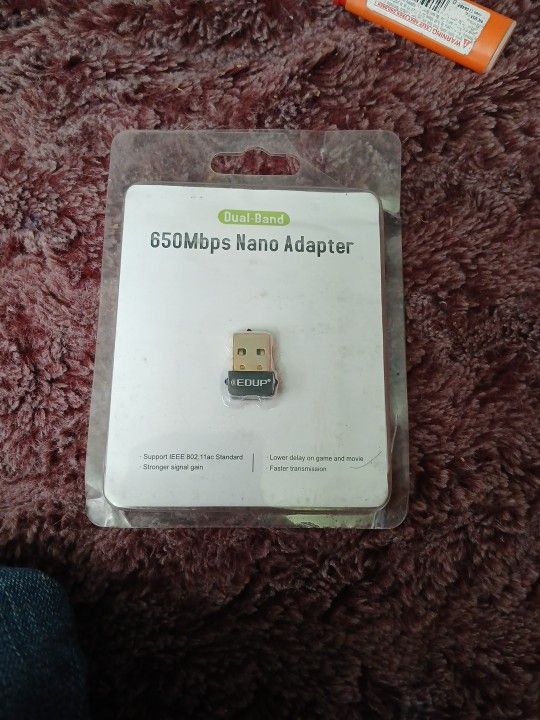 WARNING:
Dual-Band
650Mbps Nano Adapter
EDUP®
· Support IEEE 802.11ac Standard
· Stronger signal gain
· Lower delay on game and movie
· Faster transmission